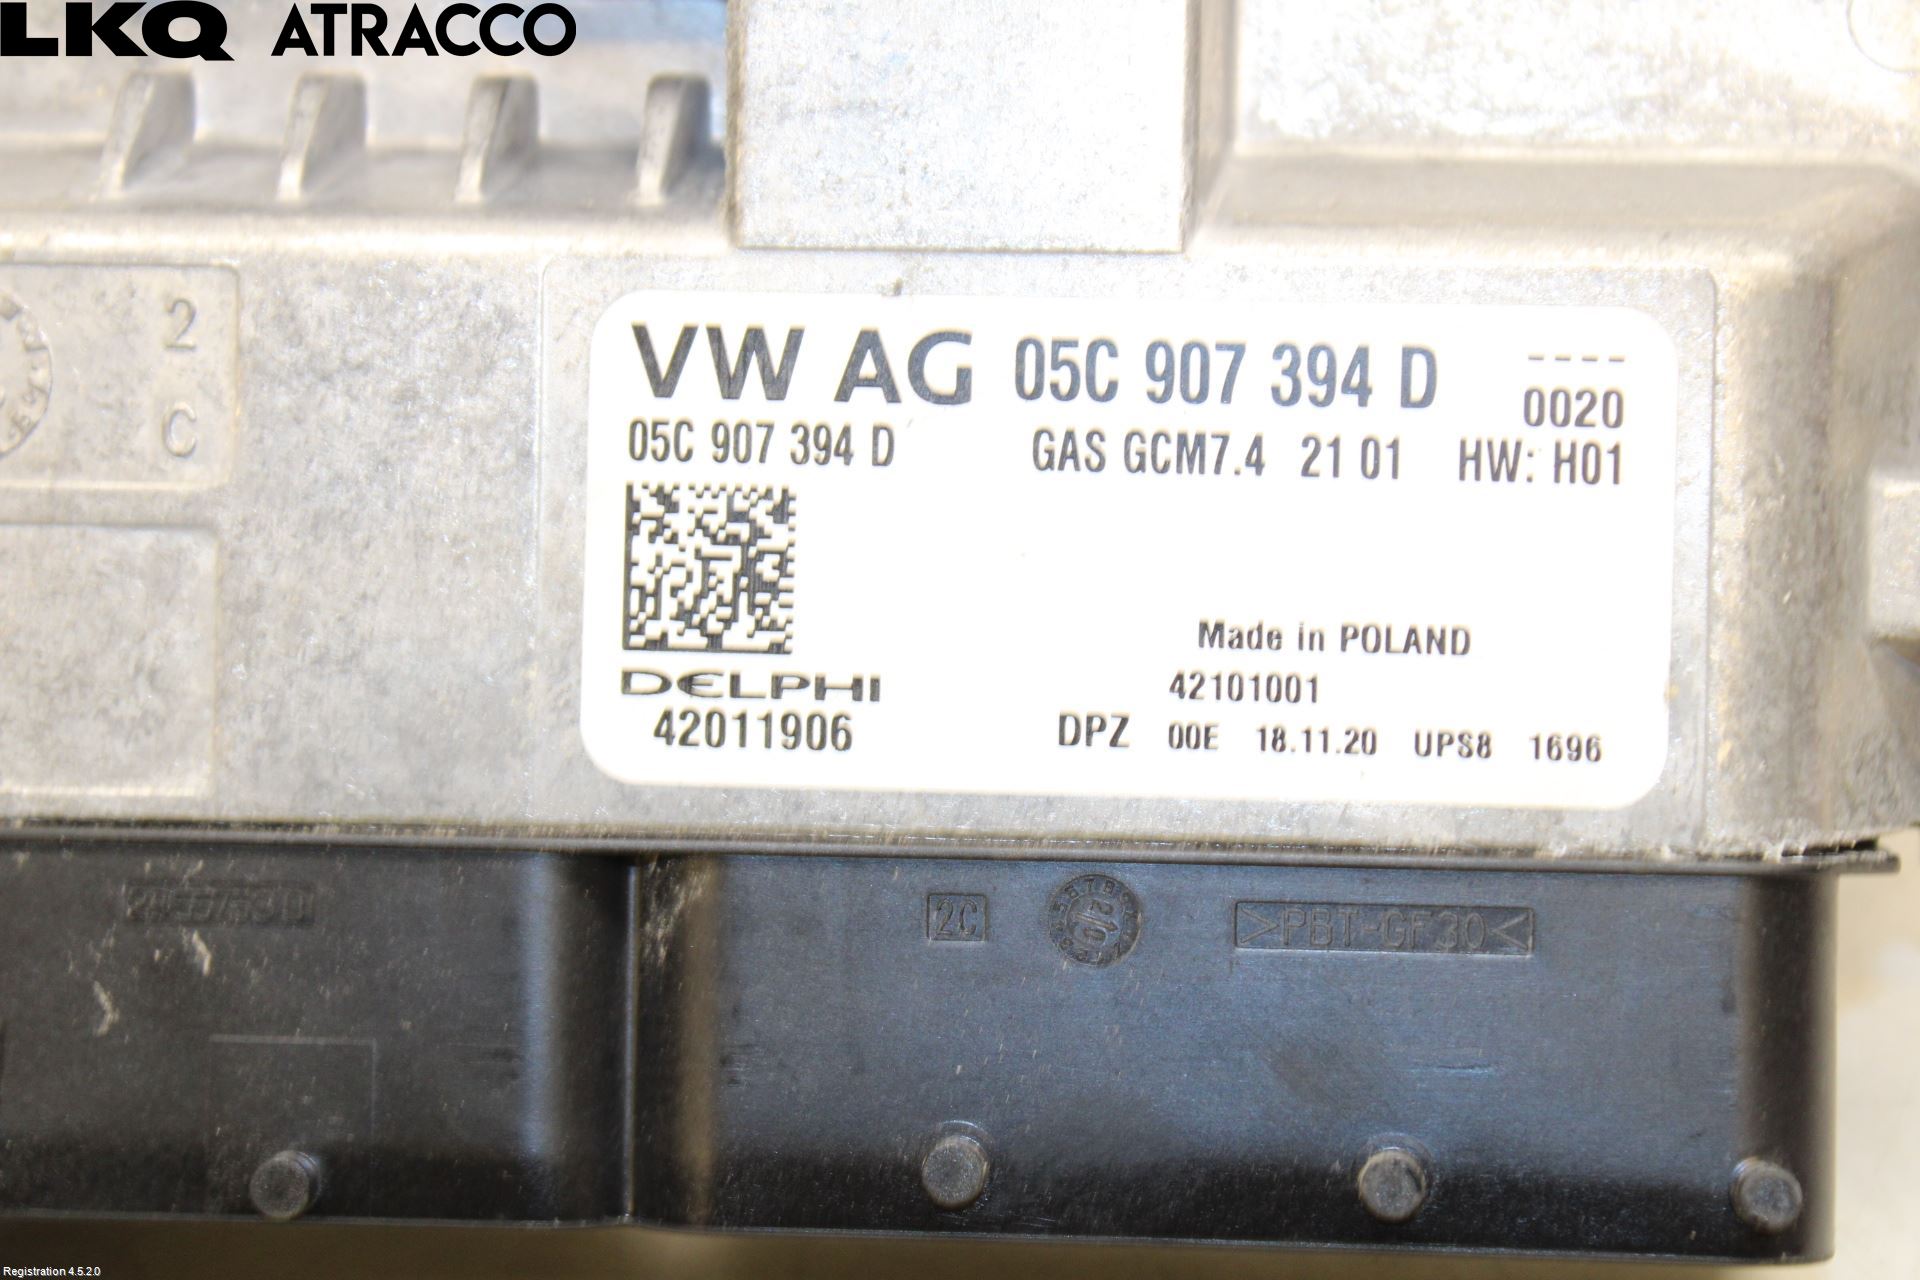 LKQ ATRACCO
2
C
VW AG 05C 907 394 D ----
0020
05C 907 394 D GAS GCM7.4 21 01 HW: H01
Made in POLAND
DELPHI 42101001
42011906 DPZ 00E 18.11.20 UPS8 1696
2C >PBT-GF30<
Registration 4.5.2.0